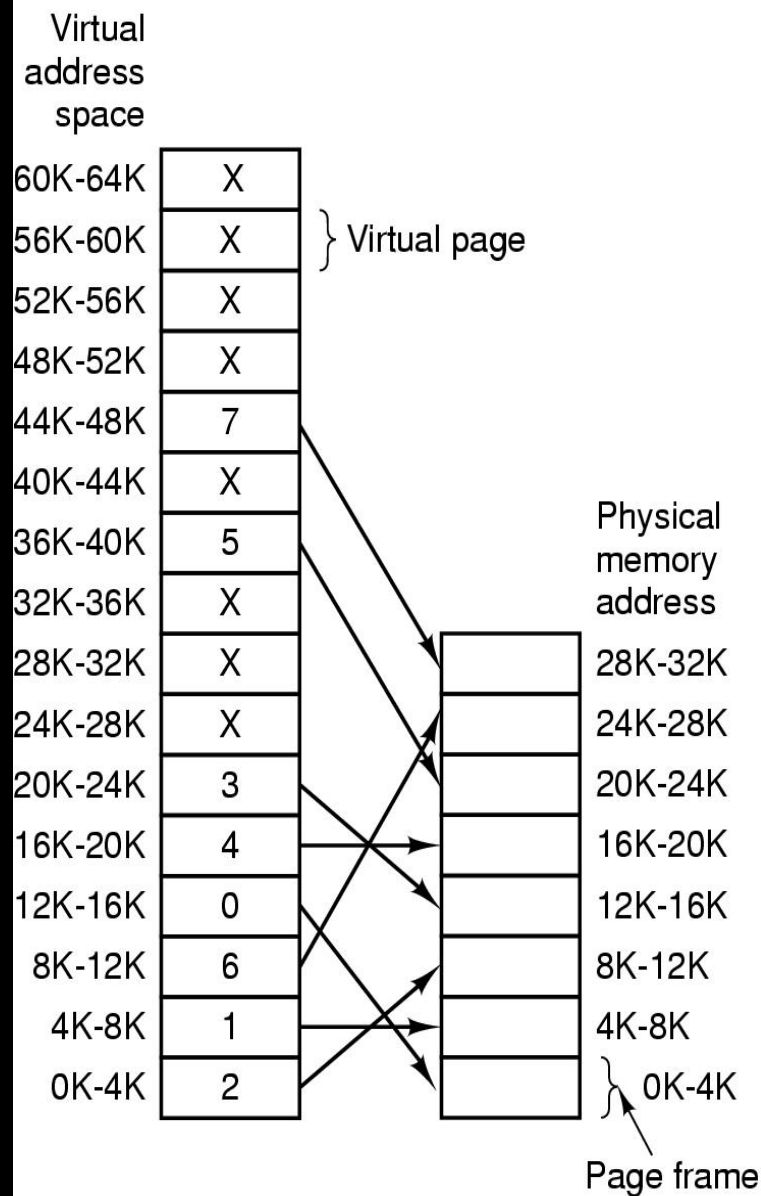 Virtual
address
space
60K-64K X
56K-60K X } Virtual page
52K-56K X
48K-52K X
44K-48K 7
40K-44K X
36K-40K 5
32K-36K X
28K-32K X
24K-28K X
20K-24K 3
16K-20K 4
12K-16K 0
8K-12K 6
4K-8K 1
0K-4K 2
Physical
memory
address
28K-32K
24K-28K
20K-24K
16K-20K
12K-16K
8K-12K
4K-8K
} 0K-4K
Page frame